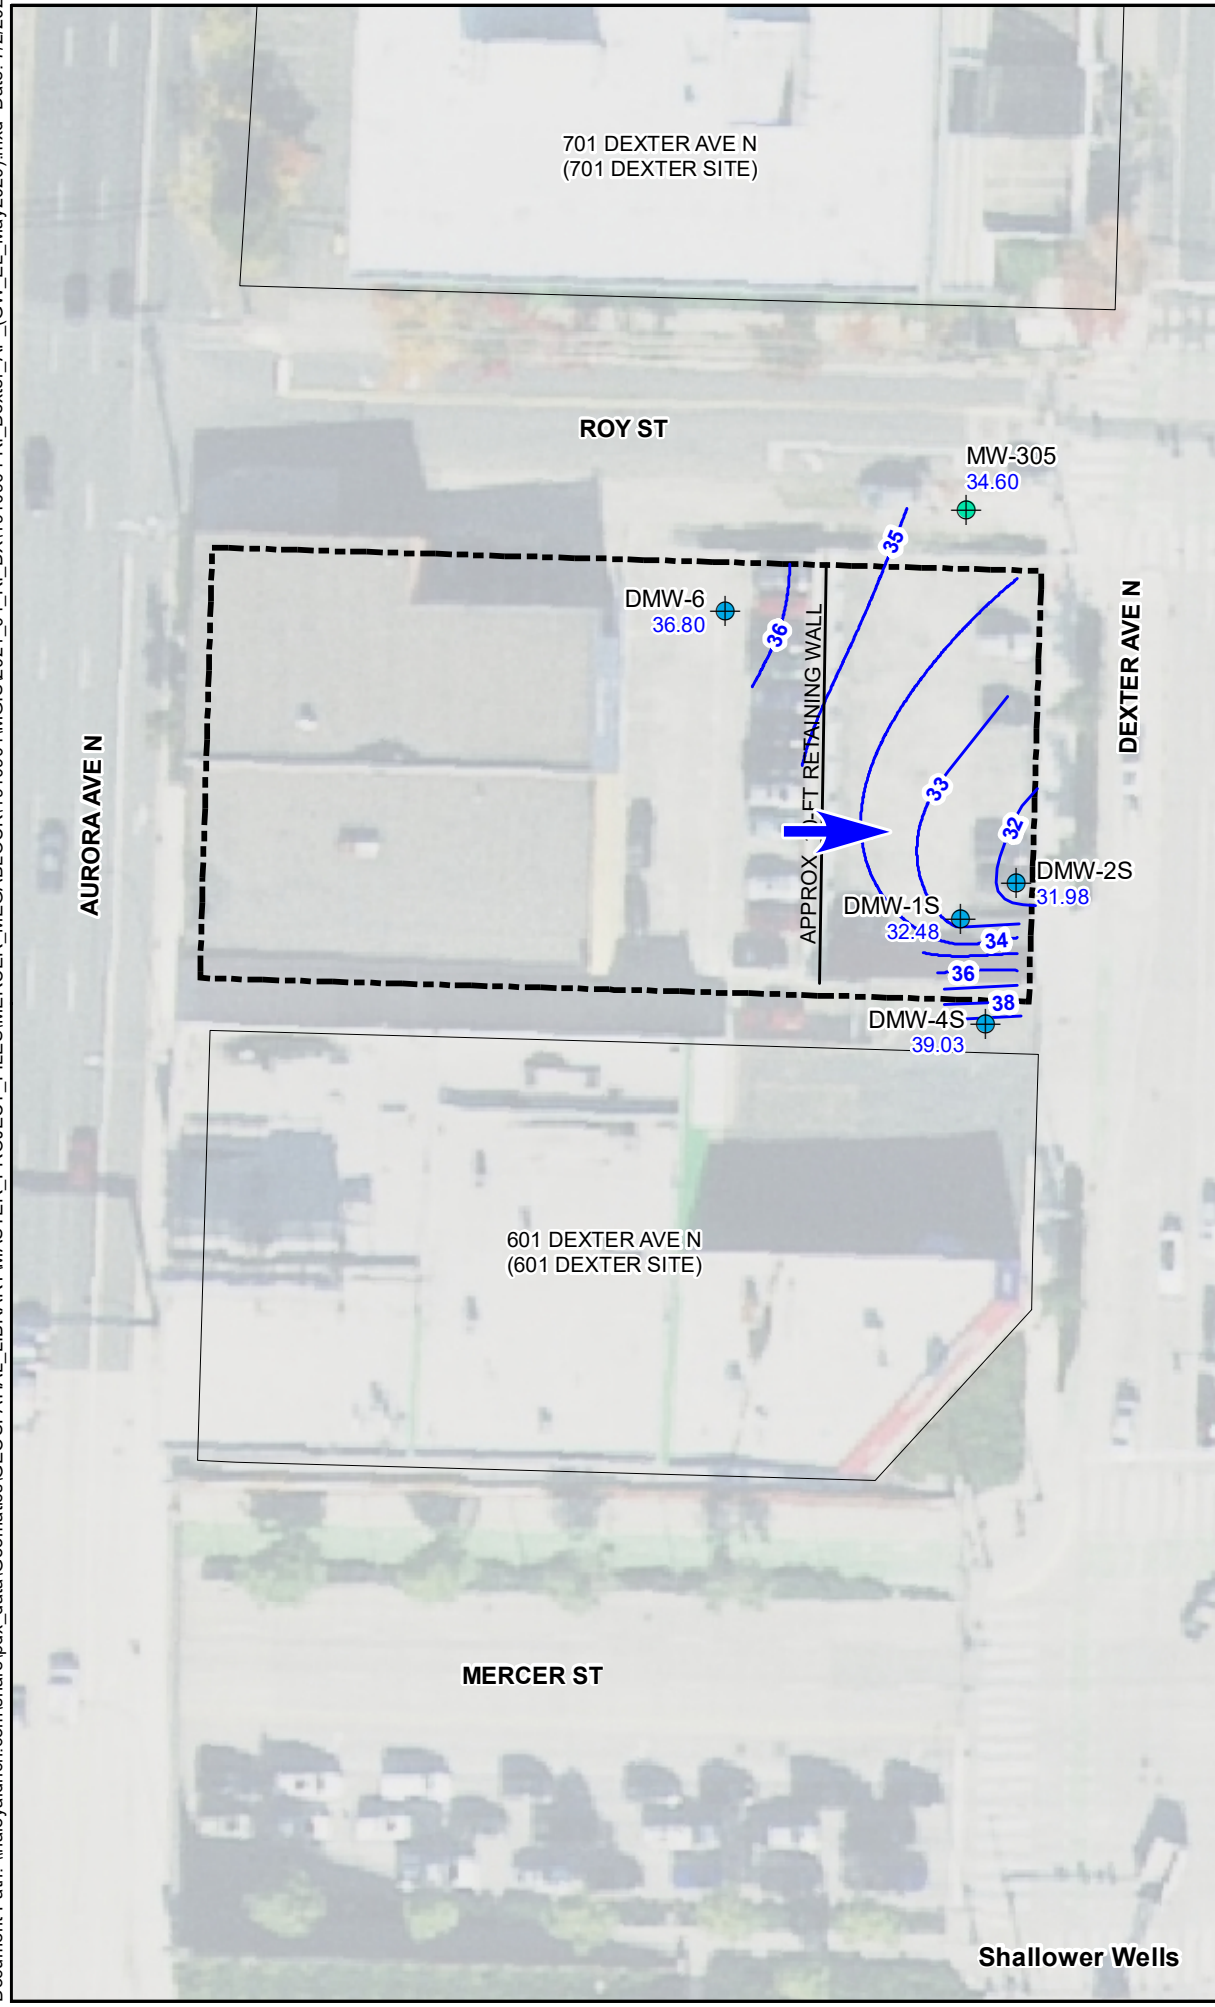 701 DEXTER AVE N
(701 DEXTER SITE)
ROY ST
MW-305
34.60
35
DMW-6
36.80
36
APPROX
-FT RETAINING WALL
DEXTER AVE N
AURORA AVE N
33
32
DMW-2S
31.98
DMW-1S
32.48
34
36
38
DMW-4S
39.03
601 DEXTER AVE N
(601 DEXTER SITE)
MERCER ST
Shallower Wells